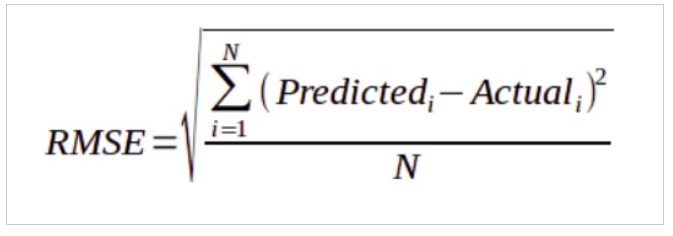 RMSE = √( ∑_{i=1}^{N} (Predicted_i − Actual_i)² / N )